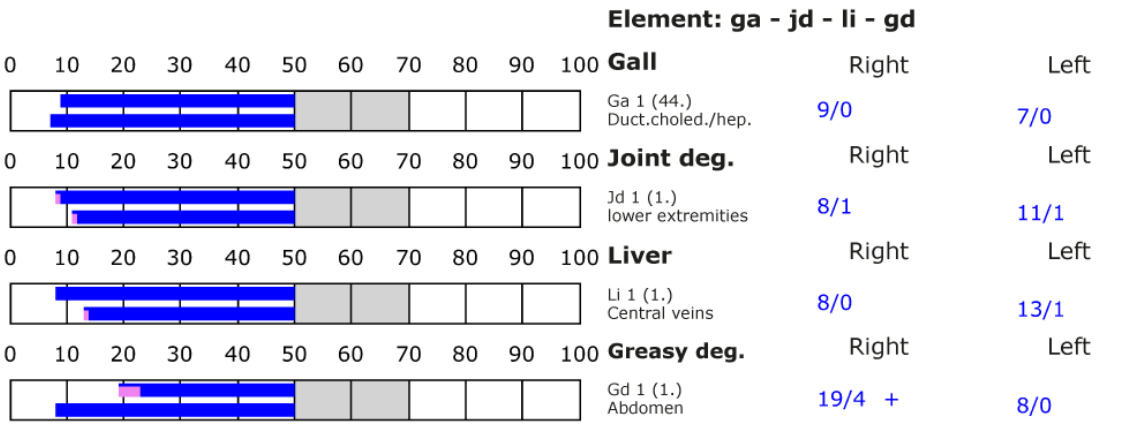 Element: ga - jd - li - gd
0 10 20 30 40 50 60 70 80 90 100 Gall Right Left
Ga 1 (44.)
Duct.choled./hep. 9/0 7/0
0 10 20 30 40 50 60 70 80 90 100 Joint deg. Right Left
Jd 1 (1.)
lower extremities 8/1 11/1
0 10 20 30 40 50 60 70 80 90 100 Liver Right Left
Li 1 (1.)
Central veins 8/0 13/1
0 10 20 30 40 50 60 70 80 90 100 Greasy deg. Right Left
Gd 1 (1.)
Abdomen 19/4 + 8/0